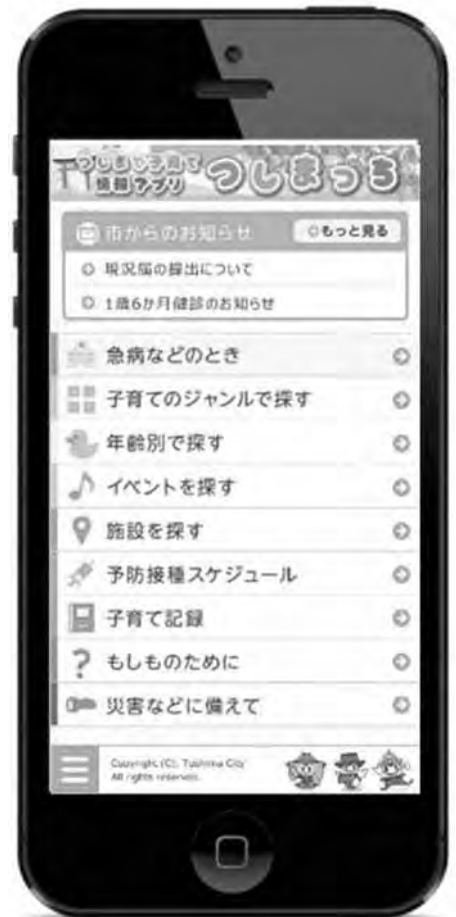 つしまで子育て
情報アプリ つしまっち
市からのお知らせ もっと見る
現況届の提出について
1歳6か月健診のお知らせ
急病などのとき
子育てのジャンルで探す
年齢別で探す
イベントを探す
施設を探す
予防接種スケジュール
子育て記録
? もしものために
災害などに備えて
Copyright (C). Tushima City
All rights reserved.